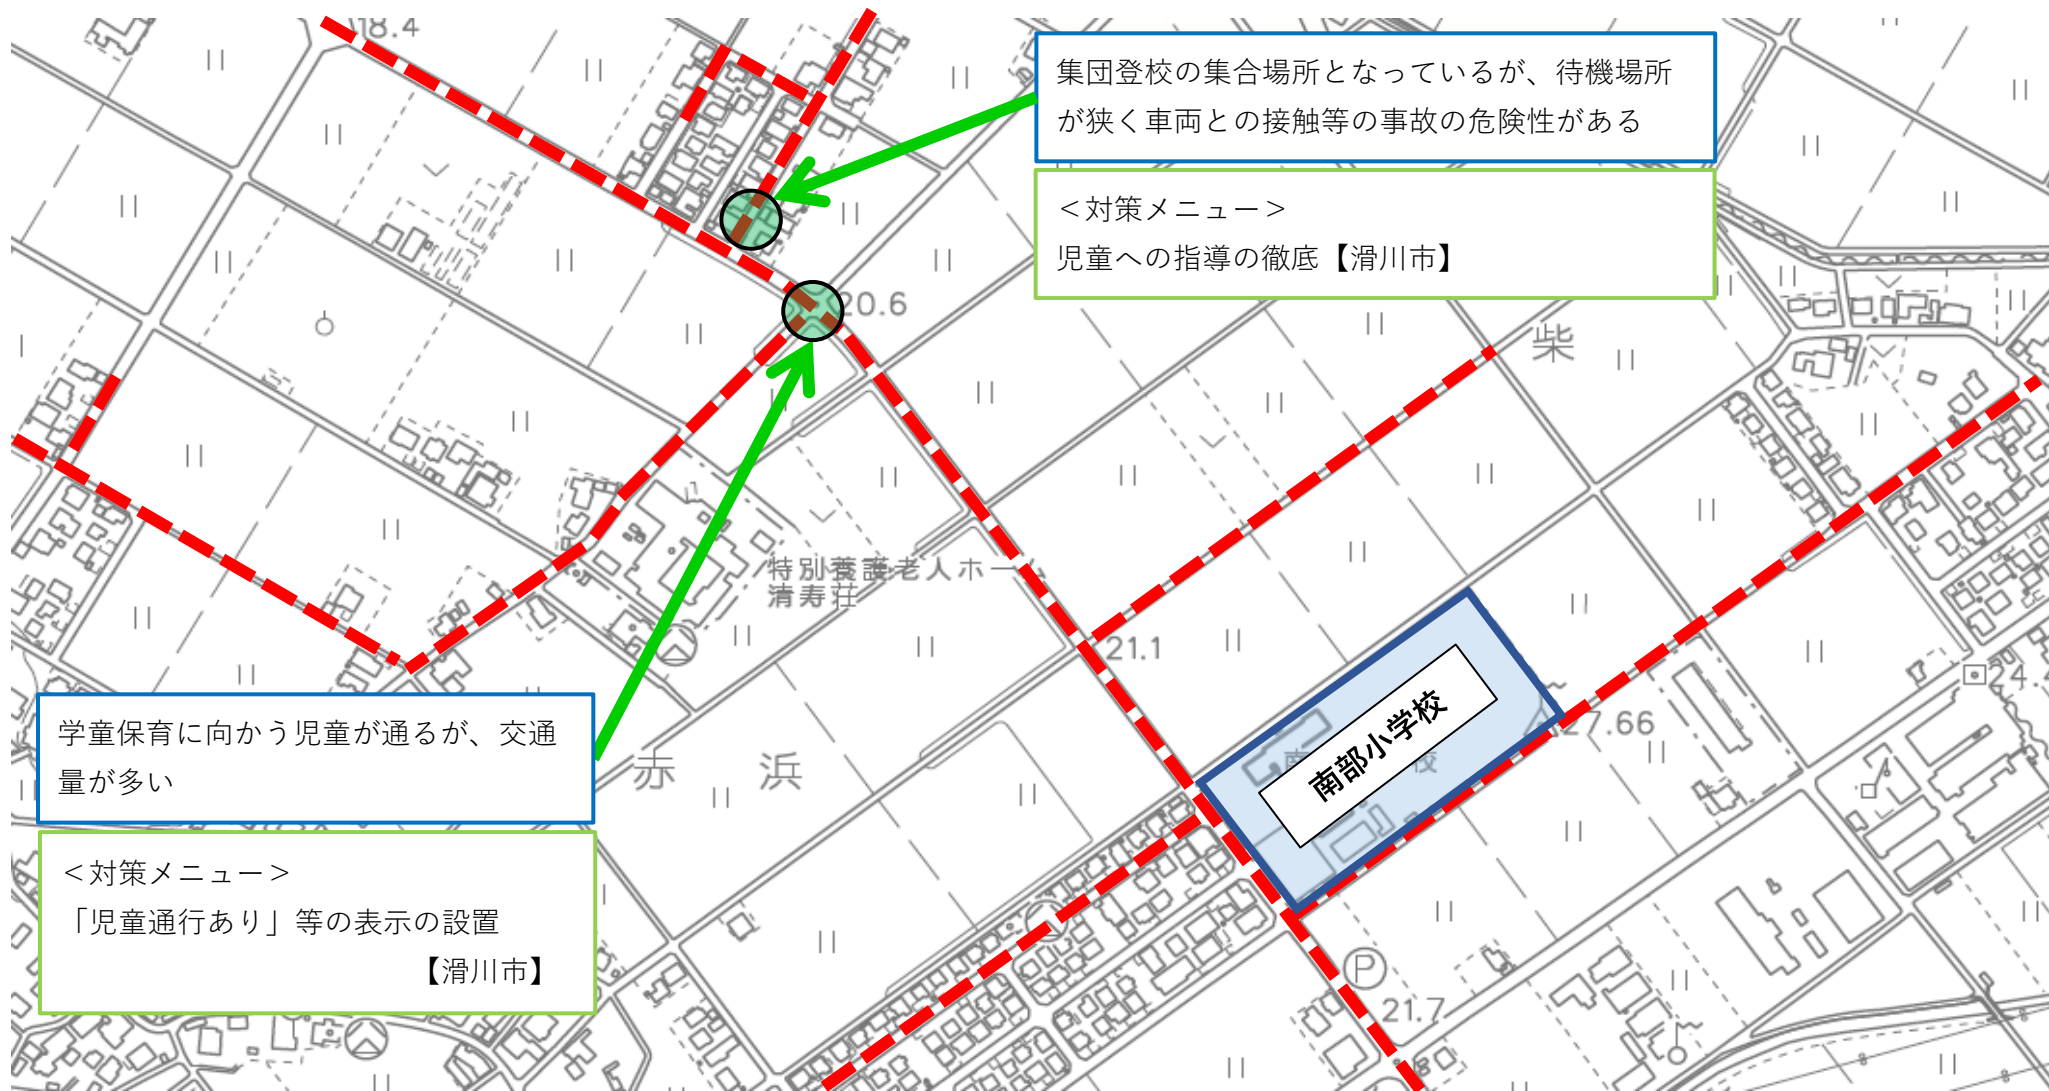 18.4
集団登校の集合場所となっているが、待機場所
が狭く車両との接触等の事故の危険性がある
＜対策メニュー＞
児童への指導の徹底【滑川市】
20.6
柴
特別養護老人ホーム
清寿荘
21.1
南部小学校
27.66
24.
学童保育に向かう児童が通るが、交通
量が多い
赤浜
＜対策メニュー＞
「児童通行あり」等の表示の設置
【滑川市】
P
21.7